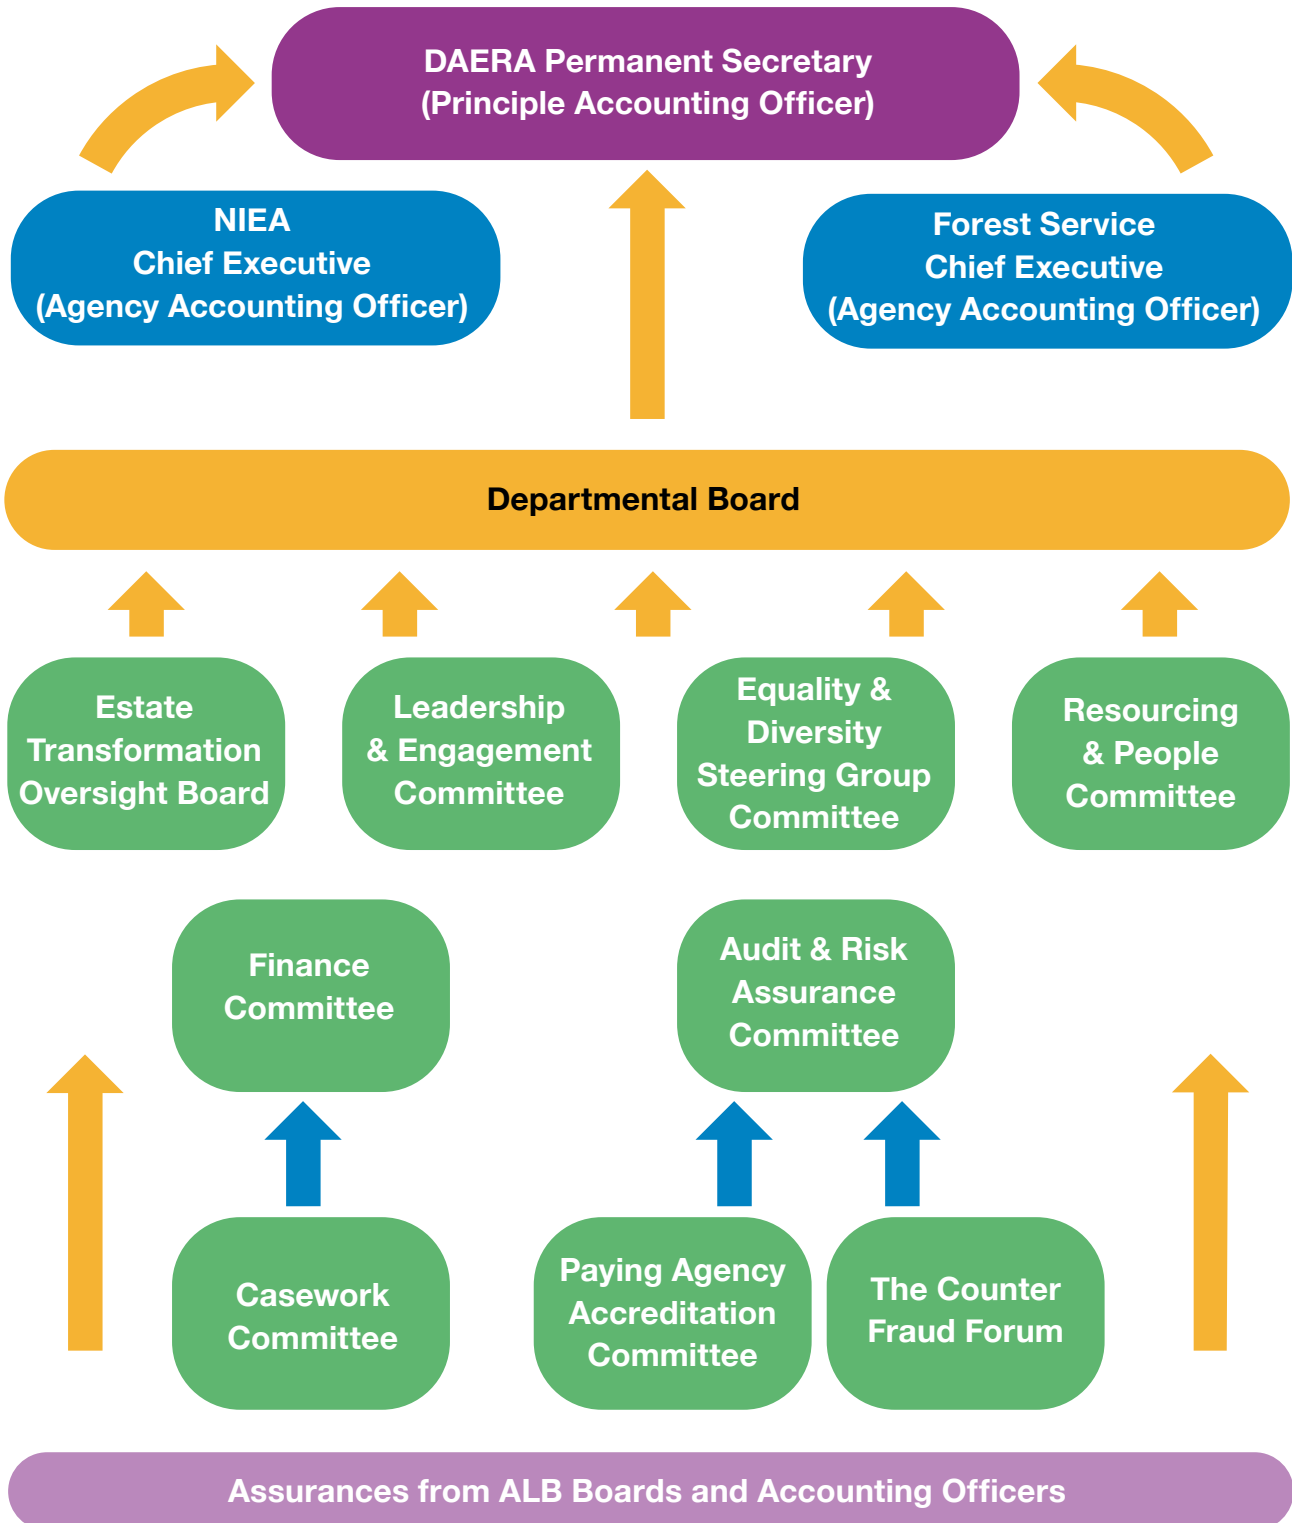 DAERA Permanent Secretary
(Principle Accounting Officer)
NIEA
Chief Executive
(Agency Accounting Officer)
Forest Service
Chief Executive
(Agency Accounting Officer)
Departmental Board
Estate
Transformation
Oversight Board
Leadership
& Engagement
Committee
Equality &
Diversity
Steering Group
Committee
Resourcing
& People
Committee
Finance
Committee
Audit & Risk
Assurance
Committee
Casework
Committee
Paying Agency
Accreditation
Committee
The Counter
Fraud Forum
Assurances from ALB Boards and Accounting Officers